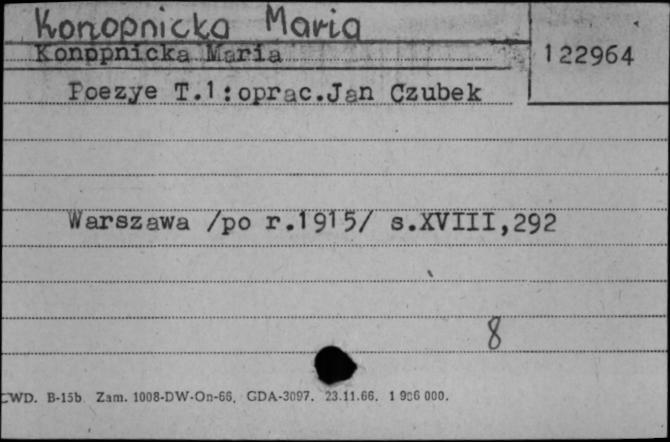 Konopnicka Maria
Konopnicka Maria
122964
Poezye T.1:oprac.Jan Czubek
Warszawa /po r.1915/ s.XVIII,292
8
CWD. B-15b Zam. 1008-DW-On-66, GDA-3097. 23.11.66. 1 986 000.